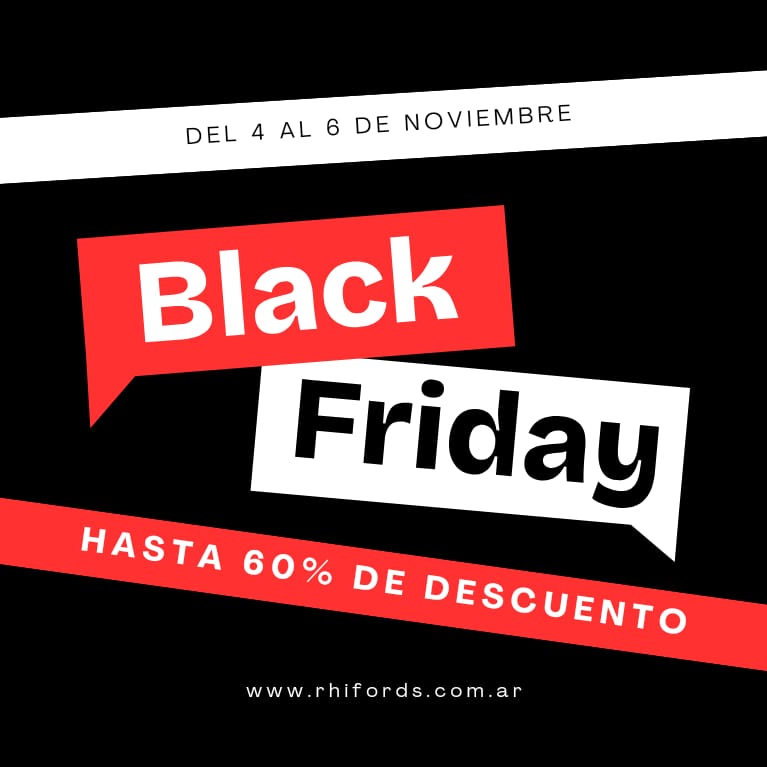 DEL 4 AL 6 DE NOVIEMBRE
Black
Friday
HASTA 60% DE DESCUENTO
www.rhifords.com.ar